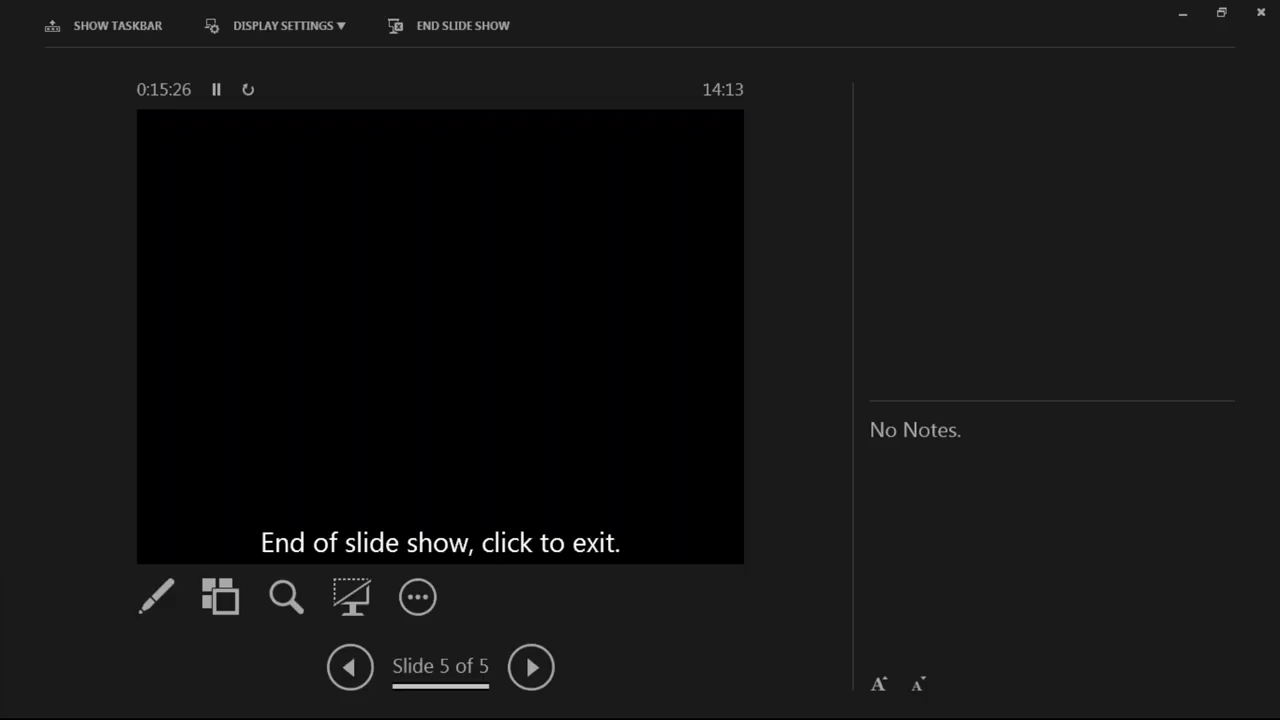 SHOW TASKBAR DISPLAY SETTINGS ▼ END SLIDE SHOW
0:15:26 14:13
End of slide show, click to exit.
Slide 5 of 5
No Notes.
A A